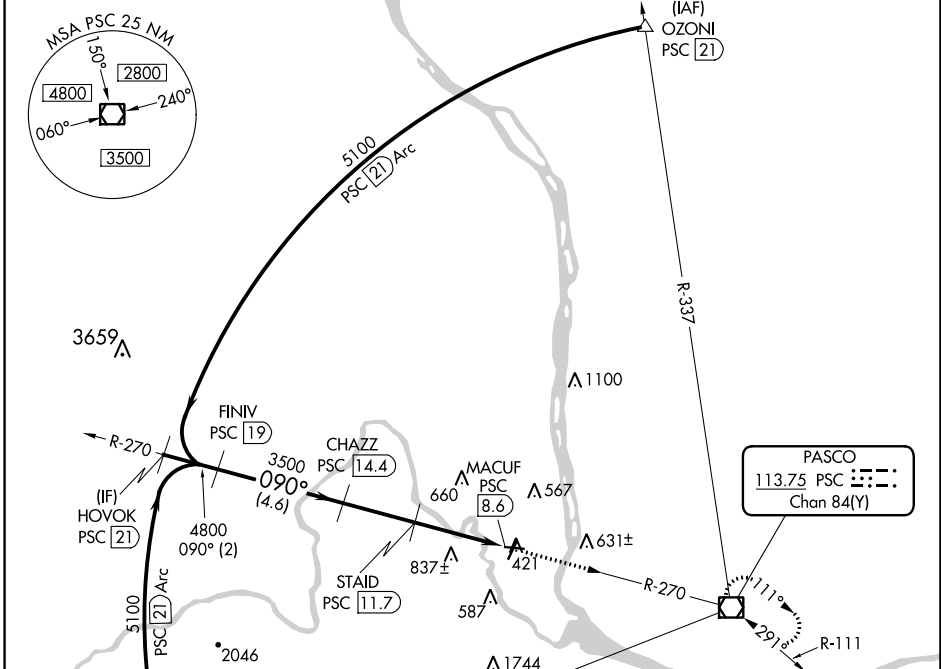 MSA PSC 25 NM
150°
2800
4800
240°
060°
3500
(IAF)
OZONI
PSC 21
5100
PSC 21 Arc
R-337
3659
1100
FINIV
PSC 19
R-270
3500
090°
(4.6)
CHAZZ
PSC 14.4
MACUF
PSC
8.6
660
567
PASCO
113.75 PSC
Chan 84(Y)
(IF)
HOVOK
PSC 21
4800
090° (2)
STAID
PSC 11.7
837±
421
631±
587
R-270
111°
291°
R-111
5100
PSC 21 Arc
2046
1744